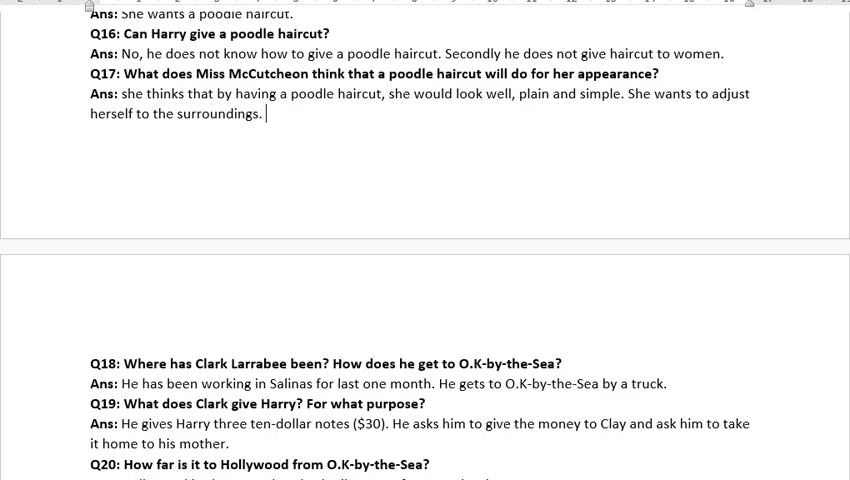 Ans: She wants a poodle haircut.
Q16: Can Harry give a poodle haircut?
Ans: No, he does not know how to give a poodle haircut. Secondly he does not give haircut to women.
Q17: What does Miss McCutcheon think that a poodle haircut will do for her appearance?
Ans: she thinks that by having a poodle haircut, she would look well, plain and simple. She wants to adjust
herself to the surroundings.
Q18: Where has Clark Larrabee been? How does he get to O.K-by-the-Sea?
Ans: He has been working in Salinas for last one month. He gets to O.K-by-the-Sea by a truck.
Q19: What does Clark give Harry? For what purpose?
Ans: He gives Harry three ten-dollar notes ($30). He asks him to give the money to Clay and ask him to take
it home to his mother.
Q20: How far is it to Hollywood from O.K-by-the-Sea?